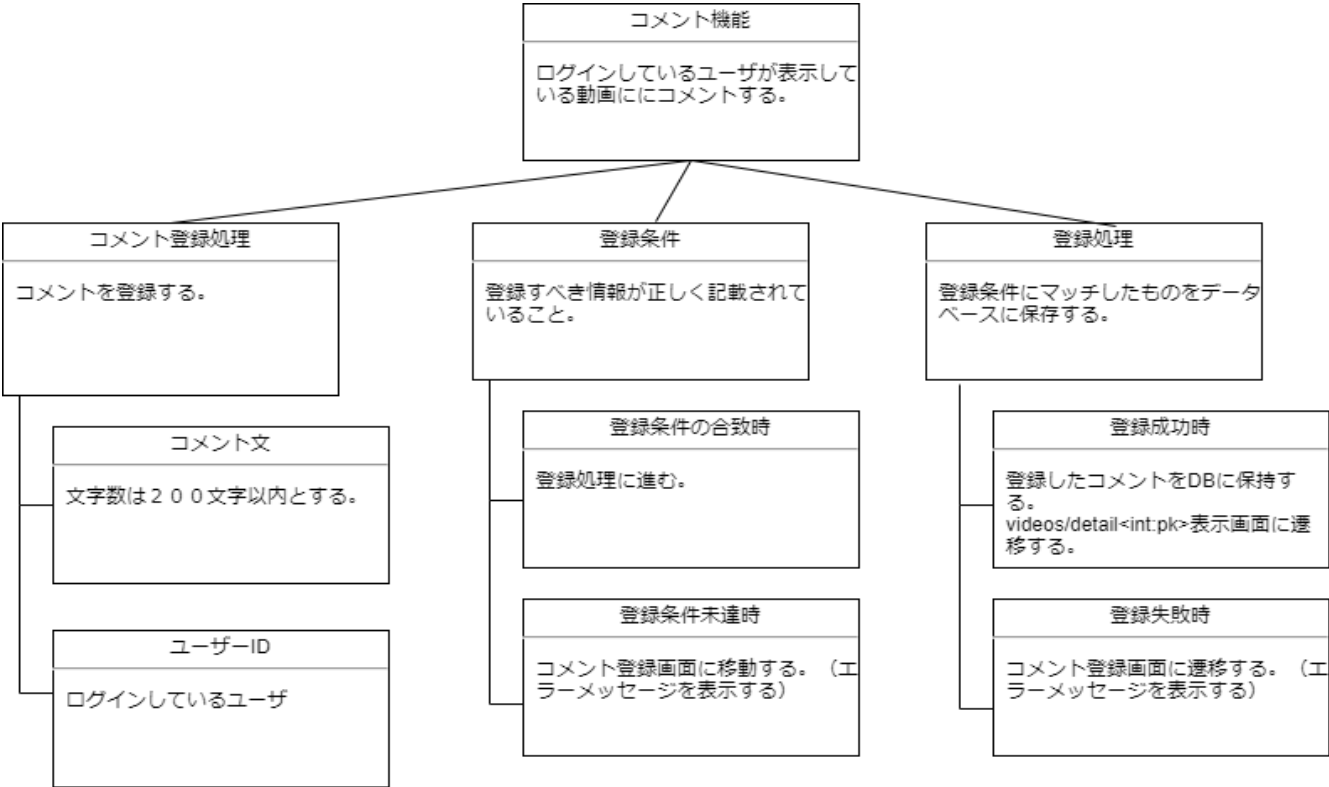 コメント機能
ログインしているユーザが表示して
いる動画ににコメントする。
コメント登録処理
コメントを登録する。
登録条件
登録すべき情報が正しく記載されて
いること。
登録処理
登録条件にマッチしたものをデータ
ベースに保存する。
コメント文
文字数は２００文字以内とする。
ユーザーID
ログインしているユーザ
登録条件の合致時
登録処理に進む。
登録条件未達時
コメント登録画面に移動する。（エ
ラーメッセージを表示する）
登録成功時
登録したコメントをDBに保持す
る。
videos/detail<int:pk>表示画面に遷
移する。
登録失敗時
コメント登録画面に遷移する。（エ
ラーメッセージを表示する）